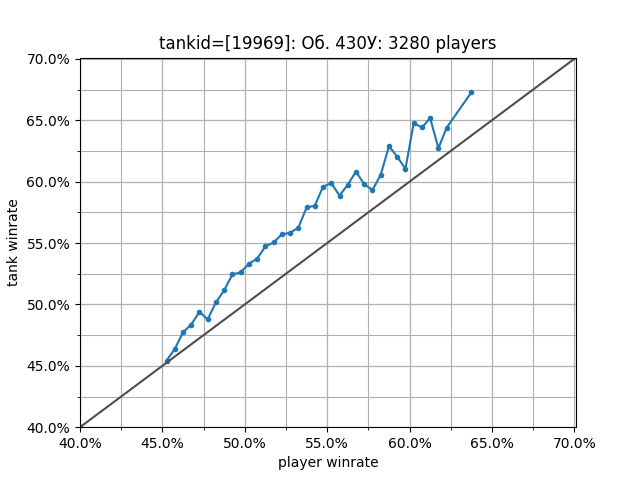 tankid=[19969]: Об. 430У: 3280 players
70.0%
65.0%
60.0%
55.0%
50.0%
45.0%
40.0%
tank winrate
40.0% 45.0% 50.0% 55.0% 60.0% 65.0% 70.0%
player winrate